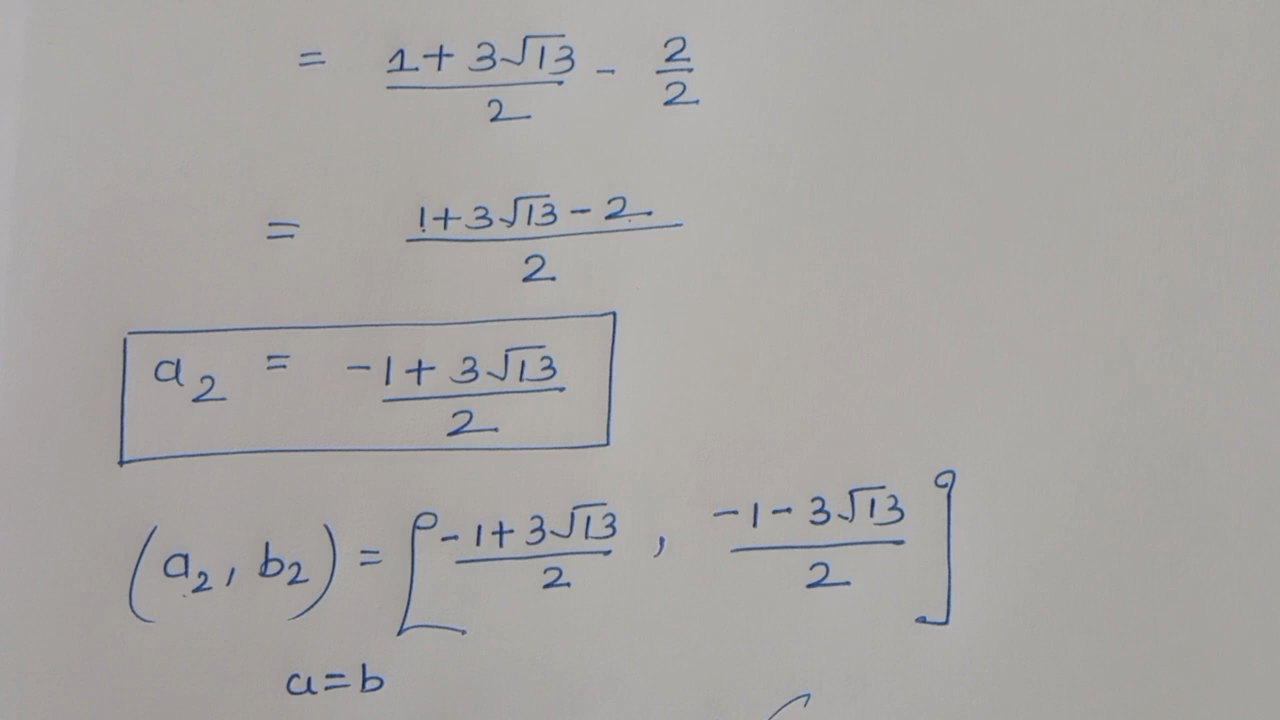 = (1 + 3√13)/2 - 2/2
= (1 + 3√13 - 2)/2
a₂ = (-1 + 3√13)/2
(a₂, b₂) = [(-1 + 3√13)/2, (-1 - 3√13)/2]
a = b